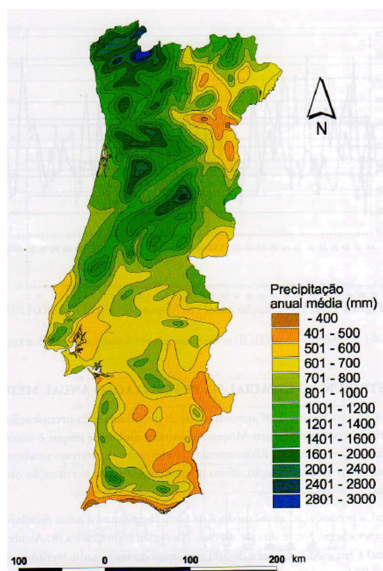 N
Precipitação
anual média (mm)
- 400
401 - 500
501 - 600
601 - 700
701 - 800
801 - 1000
1001 - 1200
1201 - 1400
1401 - 1600
1601 - 2000
2001 - 2400
2401 - 2800
2801 - 3000
100 0 100 200
km km